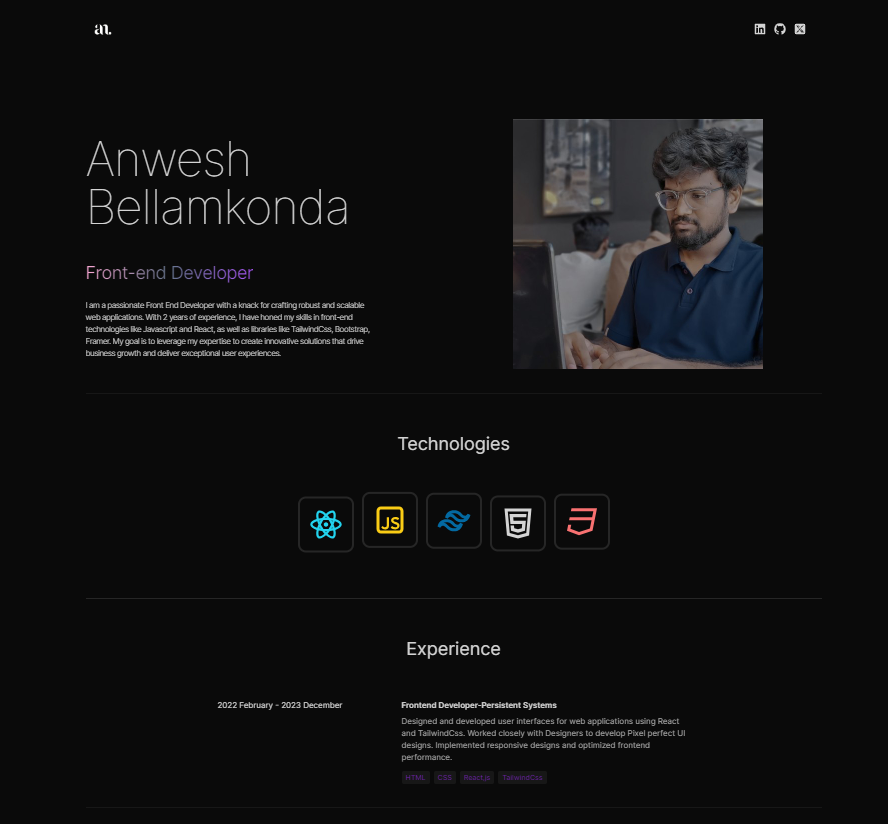 an.
Anwesh
Bellamkonda
Front-end Developer
I am a passionate Front End Developer with a knack for crafting robust and scalable
web applications. With 2 years of experience, I have honed my skills in front-end
technologies like Javascript and React, as well as libraries like TailwindCss, Bootstrap,
Framer. My goal is to leverage my expertise to create innovative solutions that drive
business growth and deliver exceptional user experiences.
Technologies
JS
5
Experience
2022 February - 2023 December
Frontend Developer-Persistent Systems
Designed and developed user interfaces for web applications using React
and TailwindCss. Worked closely with Designers to develop Pixel perfect UI
designs. Implemented responsive designs and optimized frontend
performance.
HTML CSS React.js TailwindCss